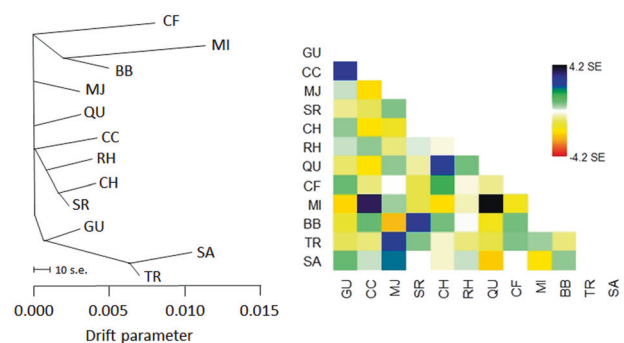 CF
MI
BB
MJ
QU
CC
RH
CH
SR
GU
SA
TR
10 s.e.
0.000 0.005 0.010 0.015
Drift parameter
GU
CC
MJ
SR
CH
RH
QU
CF
MI
BB
TR
SA
4.2 SE
-4.2 SE
GU CC MJ SR CH RH QU CF MI BB TR SA